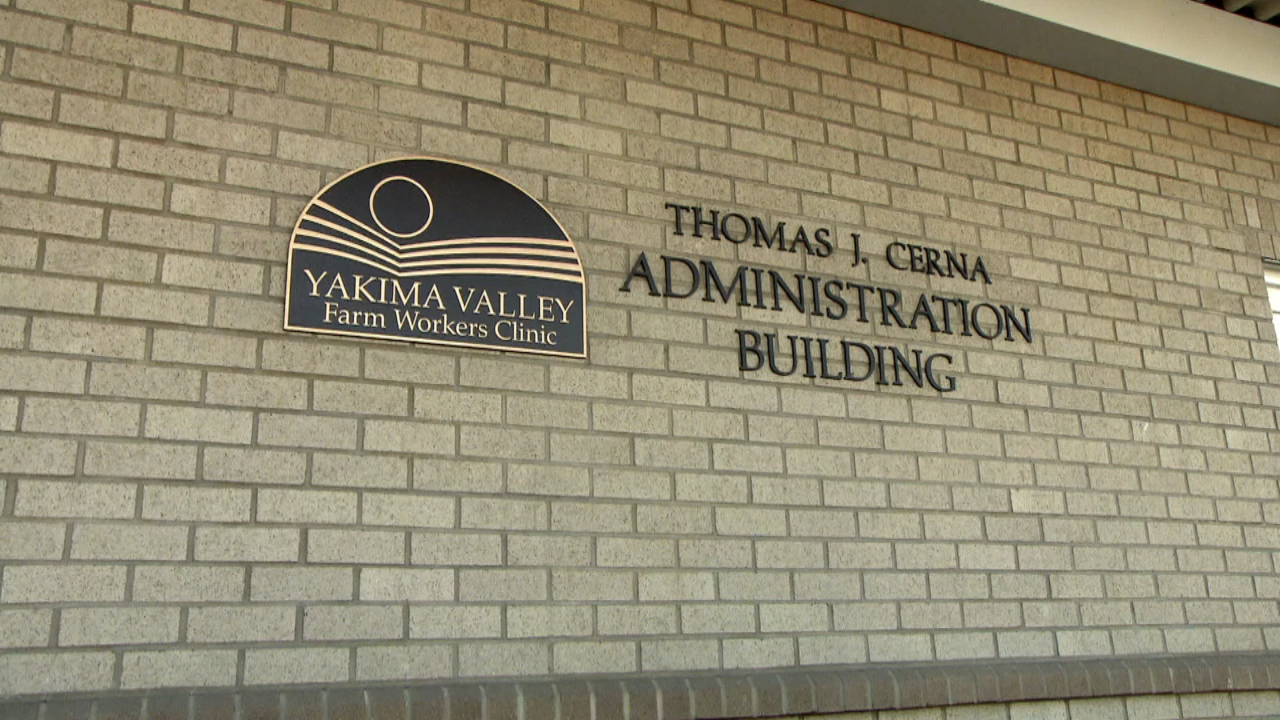 YAKIMA VALLEY
Farm Workers Clinic
THOMAS J. CERNA
ADMINISTRATION
BUILDING